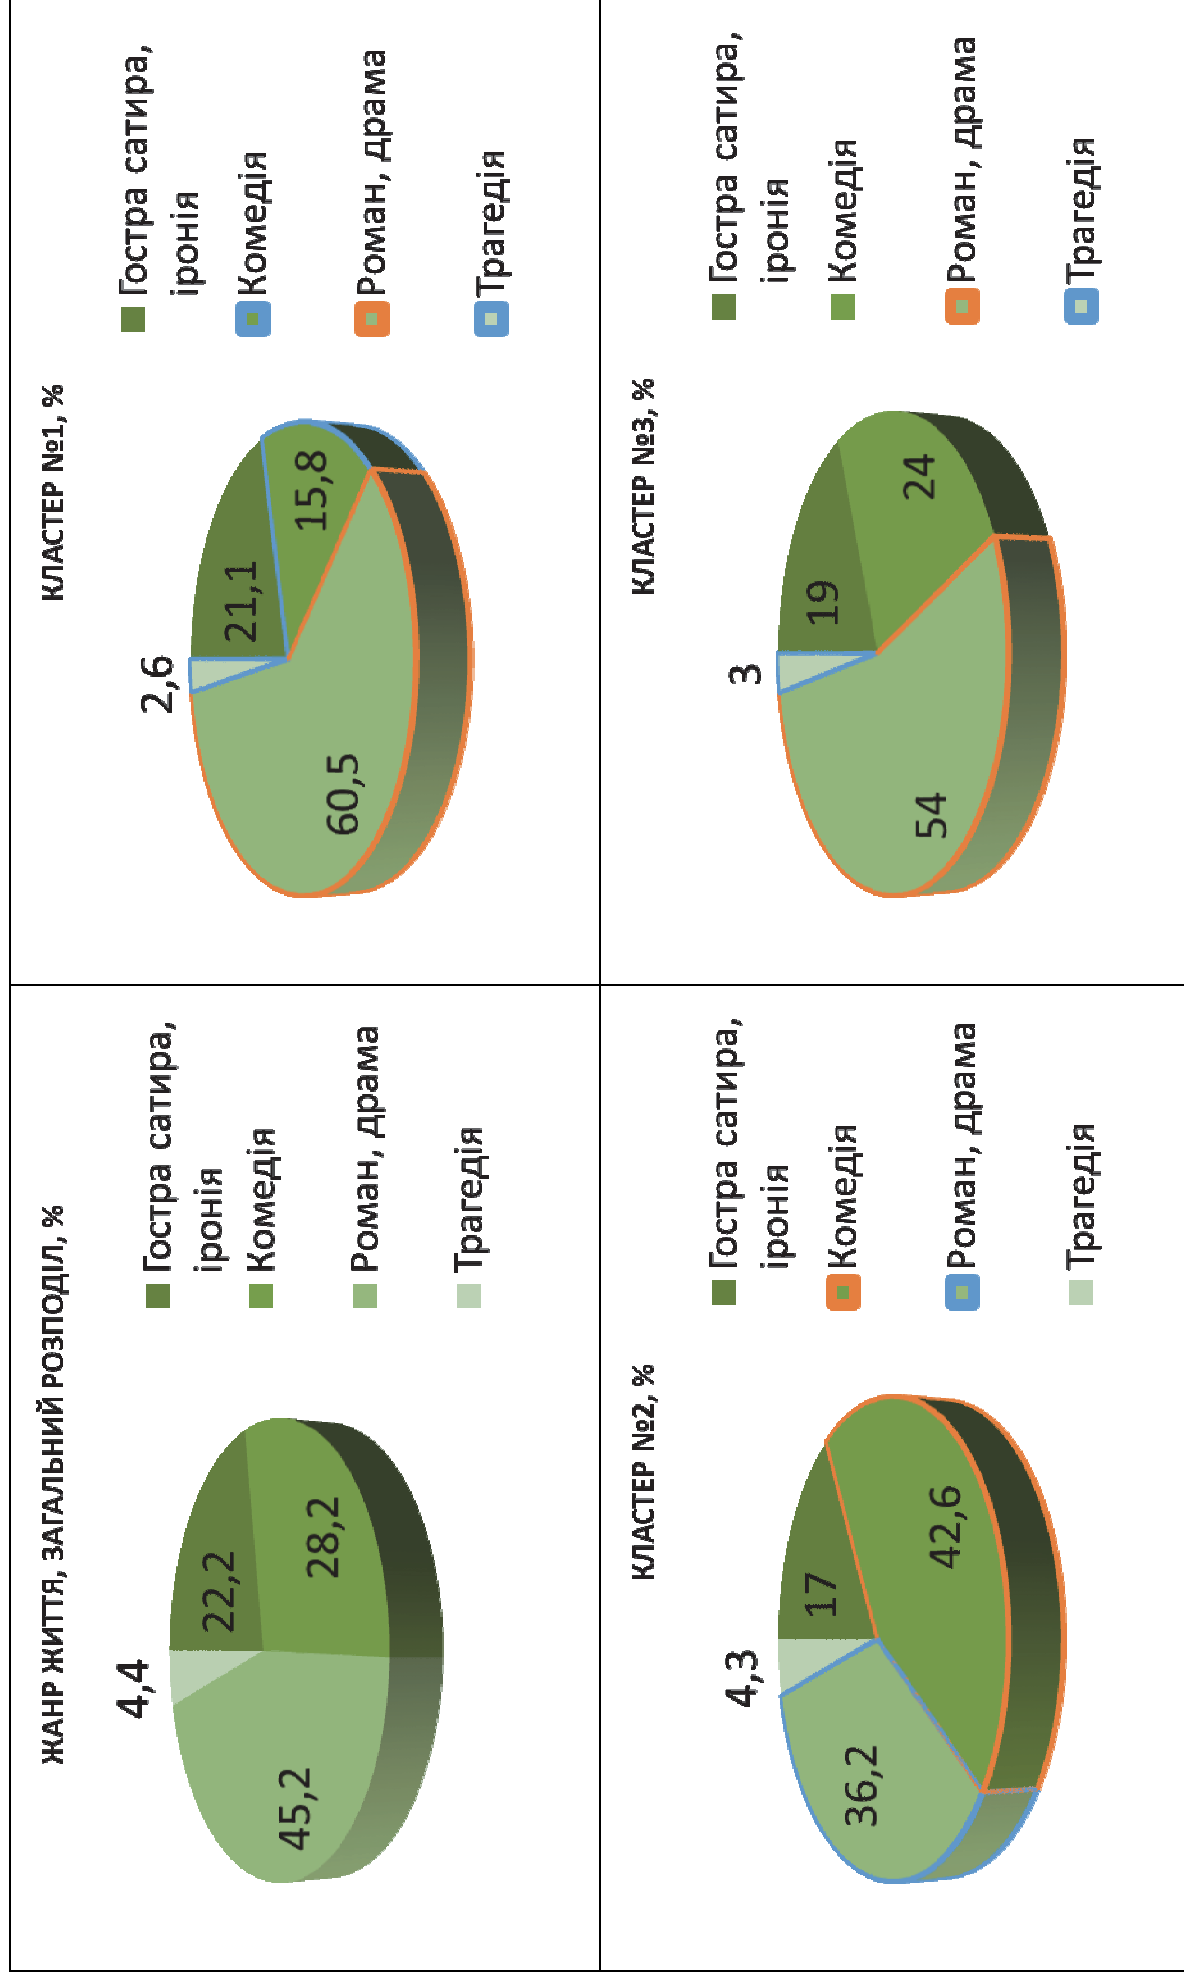 ЖАНР ЖИТТЯ, ЗАГАЛЬНИЙ РОЗПОДІЛ, %
4,4
22,2
28,2
45,2
Гостра сатира,
іронія
Комедія
Роман, драма
Трагедія
КЛАСТЕР №1, %
2,6
21,1
15,8
60,5
Гостра сатира,
іронія
Комедія
Роман, драма
Трагедія
КЛАСТЕР №2, %
4,3
17
42,6
36,2
Гостра сатира,
іронія
Комедія
Роман, драма
Трагедія
КЛАСТЕР №3, %
3
19
24
54
Гостра сатира,
іронія
Комедія
Роман, драма
Трагедія